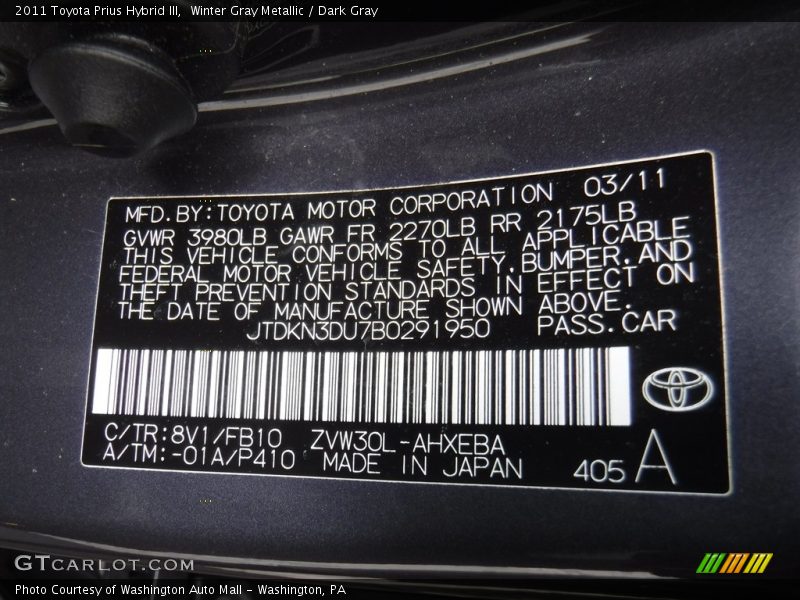 2011 Toyota Prius Hybrid III,  Winter Gray Metallic / Dark Gray
MFD.BY:TOYOTA MOTOR CORPORATION 03/11
GVWR 3980LB GAWR FR 2270LB RR 2175LB
THIS VEHICLE CONFORMS TO ALL APPLICABLE
FEDERAL MOTOR VEHICLE SAFETY,BUMPER,AND
THEFT PREVENTION STANDARDS IN EFFECT ON
THE DATE OF MANUFACTURE SHOWN ABOVE.
JTDKN3DU7B0291950 PASS.CAR
C/TR:8V1/FB10 ZVW30L-AHXEBA
A/TM:-01A/P410 MADE IN JAPAN 405 A
GTCARLOT.COM
Photo Courtesy of Washington Auto Mall - Washington, PA